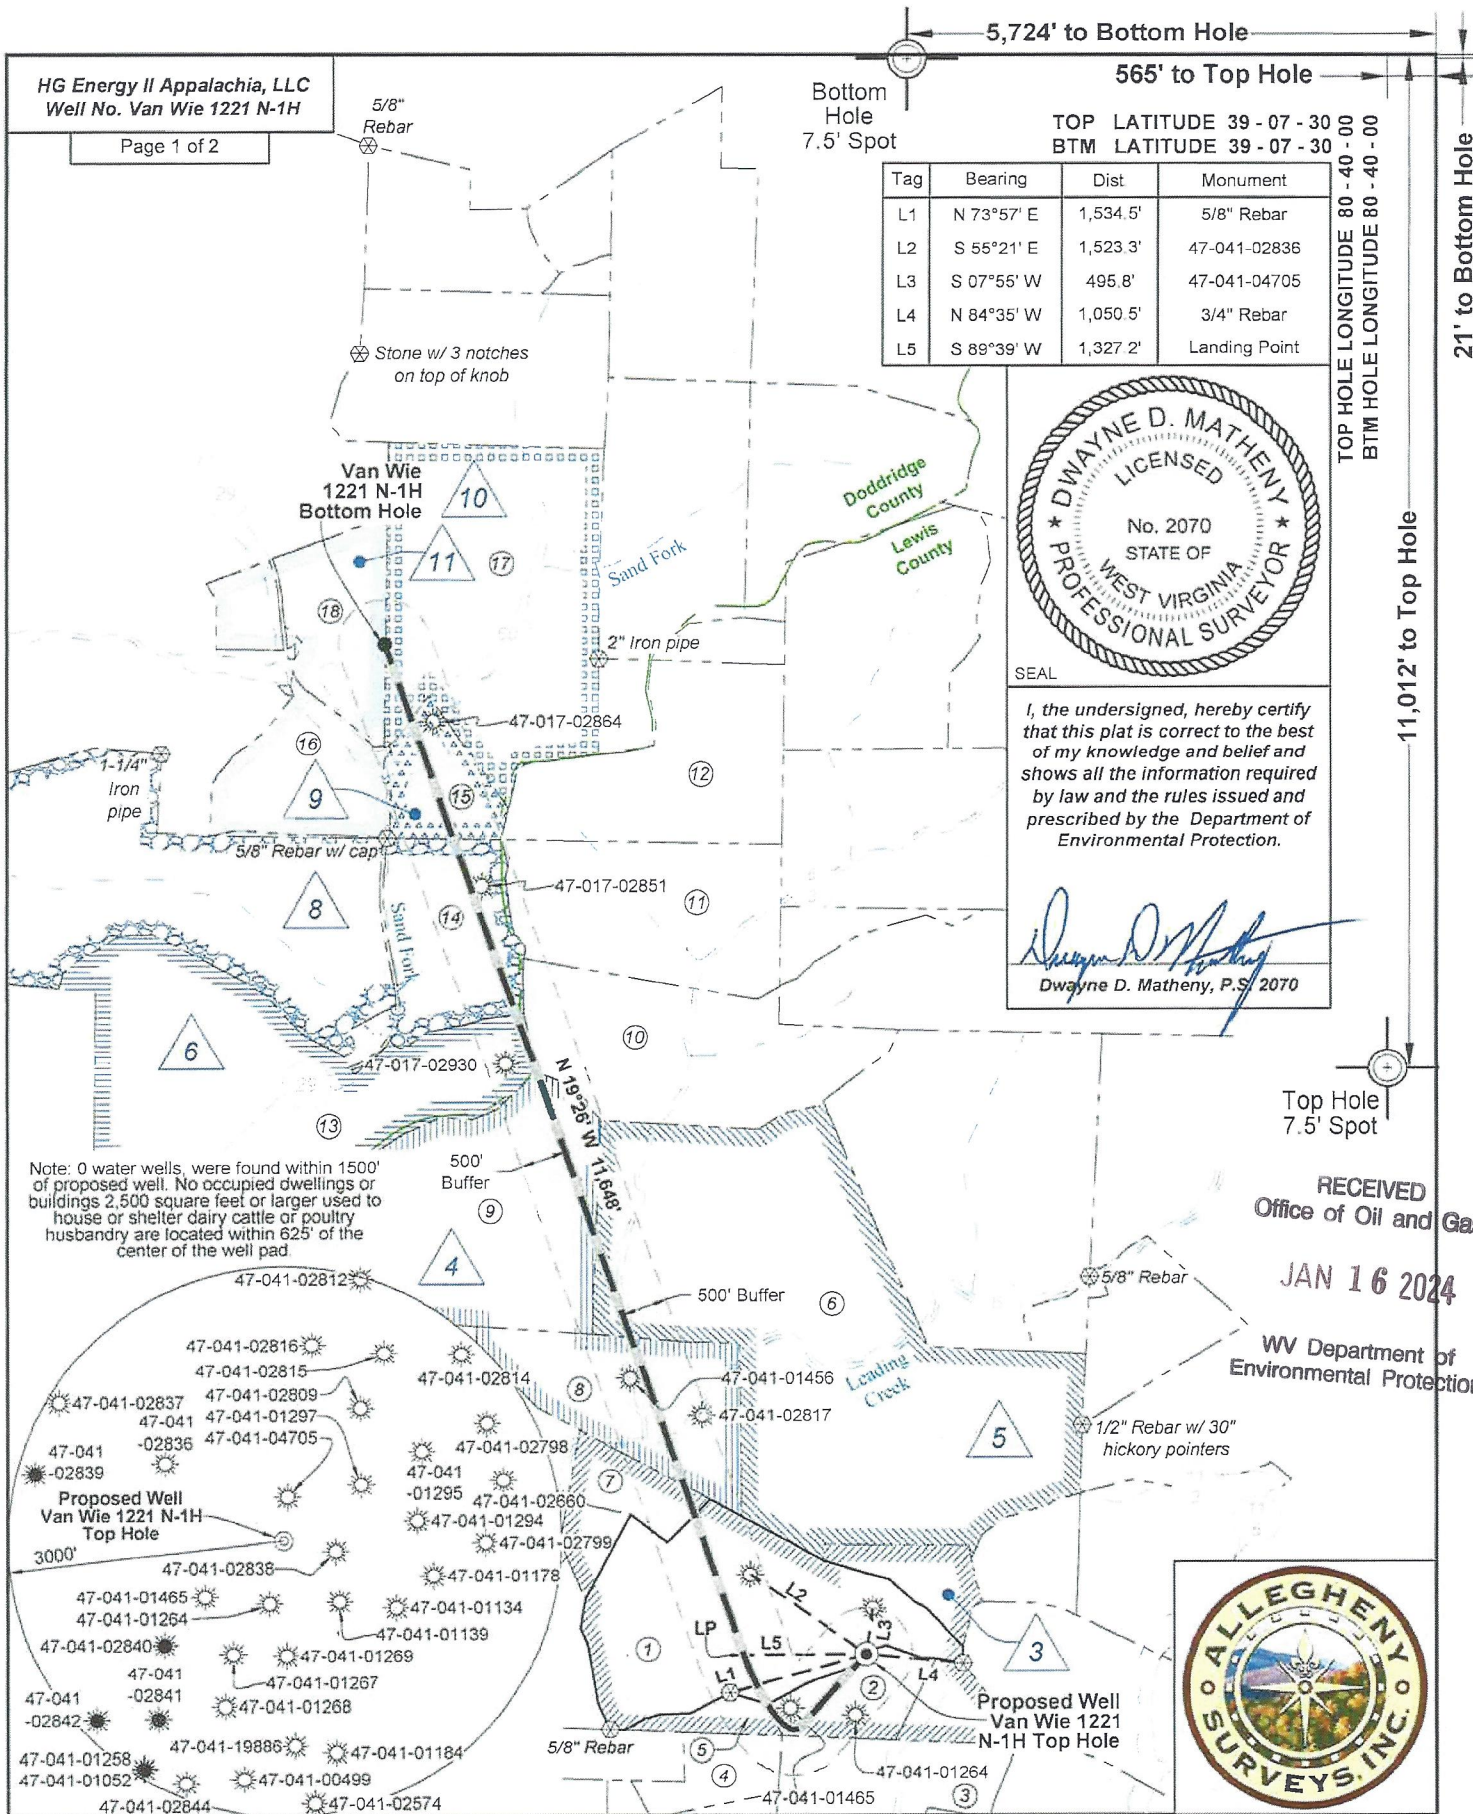 5,724' to Bottom Hole
565' to Top Hole
HG Energy II Appalachia, LLC
Well No. Van Wie 1221 N-1H
Page 1 of 2
5/8"
Rebar
Bottom
Hole
7.5' Spot
TOP LATITUDE 39 - 07 - 30
BTM LATITUDE 39 - 07 - 30
TOP HOLE LONGITUDE 80 - 40 - 00
BTM HOLE LONGITUDE 80 - 40 - 00
21' to Bottom Hole
11,012' to Top Hole
Tag Bearing Dist Monument
L1 N 73°57' E 1,534.5' 5/8" Rebar
L2 S 55°21' E 1,523.3' 47-041-02836
L3 S 07°55' W 495.8' 47-041-04705
L4 N 84°35' W 1,050.5' 3/4" Rebar
L5 S 89°39' W 1,327.2' Landing Point
Stone w/ 3 notches
on top of knob
DWAYNE D. MATHENY
LICENSED
No. 2070
STATE OF
WEST VIRGINIA
PROFESSIONAL SURVEYOR
SEAL
Van Wie
1221 N-1H
Bottom Hole
10
11
17
18
Sand Fork
Doddridge
County
Lewis
County
2" Iron pipe
47-017-02864
16
9
15
12
1-1/4"
Iron
pipe
5/8" Rebar w/ cap
47-017-02851
8
14
11
Sand Fork
I, the undersigned, hereby certify
that this plat is correct to the best
of my knowledge and belief and
shows all the information required
by law and the rules issued and
prescribed by the Department of
Environmental Protection.
Dwayne D. Matheny, P.S. 2070
6
10
47-017-02930
13
N 19°26' W 11,648'
Top Hole
7.5' Spot
Note: 0 water wells, were found within 1500'
of proposed well. No occupied dwellings or
buildings 2,500 square feet or larger used to
house or shelter dairy cattle or poultry
husbandry are located within 625' of the
center of the well pad.
500'
Buffer
9
4
500' Buffer
6
5/8" Rebar
RECEIVED
Office of Oil and Ga
JAN 16 2024
WV Department of
Environmental Protection
Leading
Creek
8
47-041-01456
47-041-02817
5
1/2" Rebar w/ 30"
hickory pointers
47-041-02812
47-041-02816
47-041-02815
47-041-02814
47-041-02809
47-041-02837
47-041-01297
47-041
-02836
47-041-04705
47-041-02798
47-041
-02839
47-041
-01295
47-041-02660
Proposed Well
Van Wie 1221 N-1H
Top Hole
47-041-01294
47-041-02799
3000'
47-041-02838
47-041-01178
47-041-01465
47-041-01264
47-041-01134
47-041-01139
47-041-02840
47-041-01269
47-041
-02841
47-041-01267
47-041
-02842
47-041-01268
47-041-19886
47-041-01184
47-041-01258
47-041-01052
47-041-00499
47-041-02844
47-041-02574
7
L2
L3
LP
L5
L4
L1
1
2
3
Proposed Well
Van Wie 1221
N-1H Top Hole
5/8" Rebar
5
4
47-041-01264
47-041-01465
3
ALLEGHENY
SURVEYS, INC.